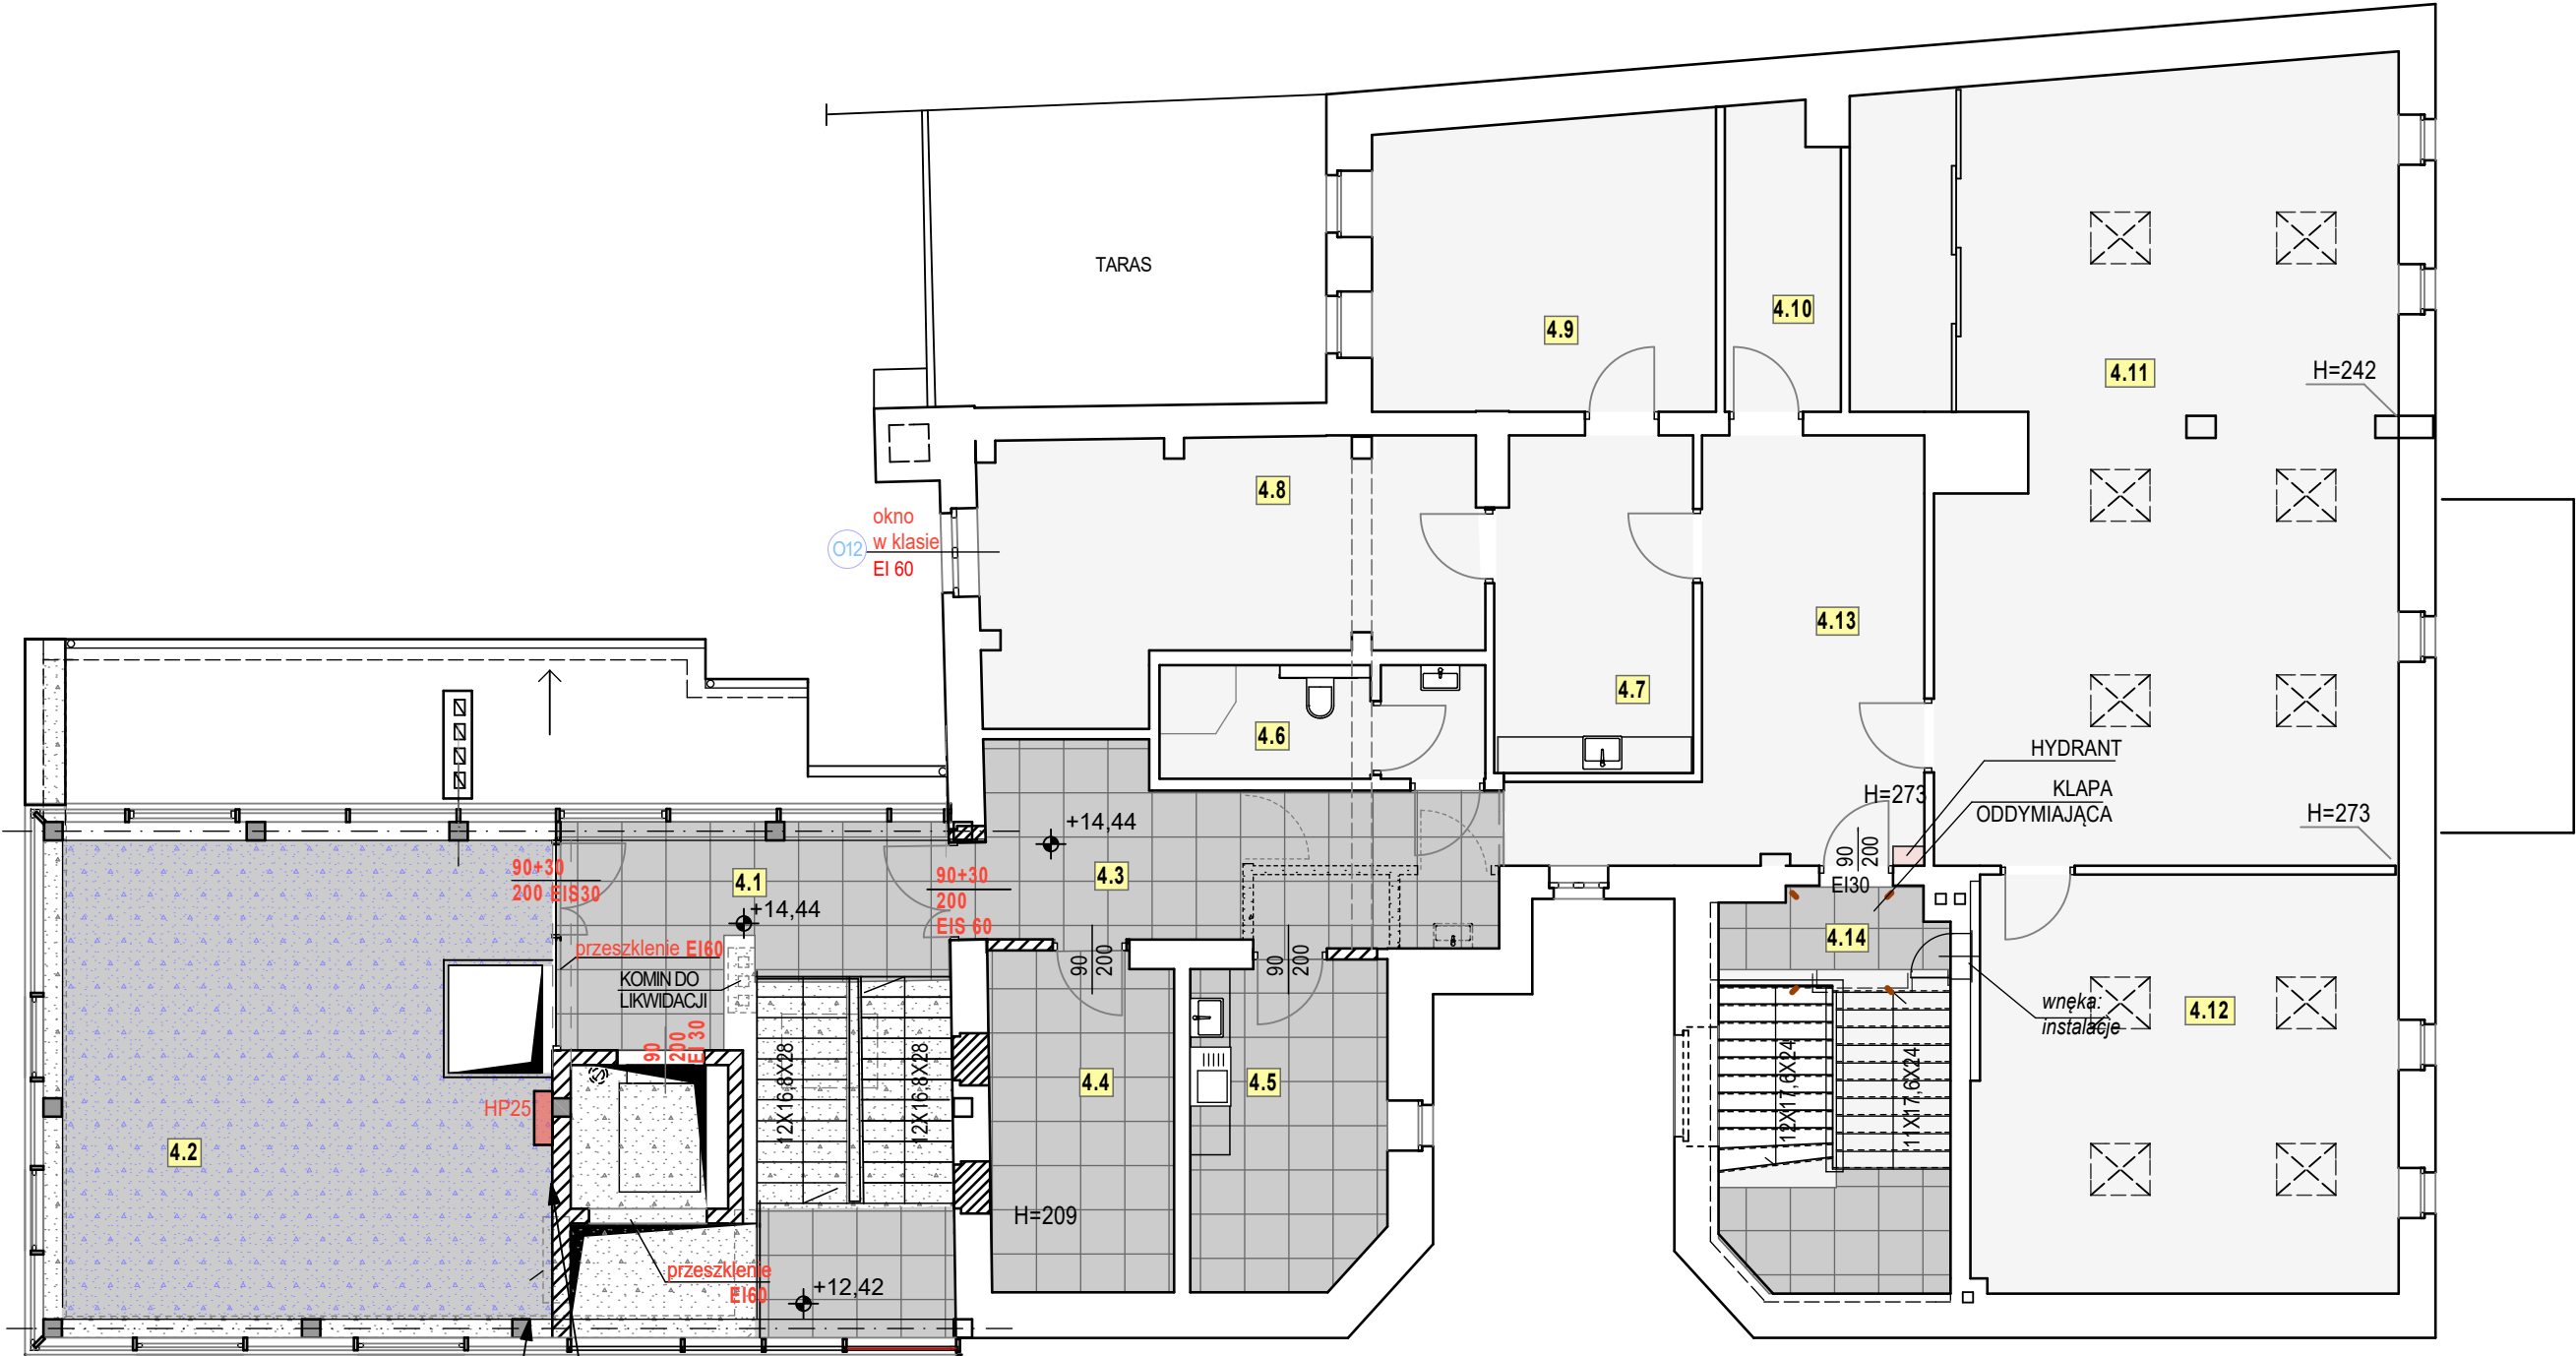 TARAS
4.9
4.10
4.11
H=242
4.8
okno
O12
w klasie
EI 60
4.13
4.7
4.6
HYDRANT
KLAPA
ODDYMIAJĄCA
H=273
H=273
+14,44
4.3
90
200
EI30
90+30
200 EIS30
4.1
+14,44
90+30
200
EIS 60
przeszklenie EI60
KOMIN DO
LIKWIDACJI
90
200
EI 30
90
200
90
200
4.14
wnęka:
instalacje
4.12
12X16,8X28
12X16,8X28
4.4
4.5
12X17,6X24
11X17,6X24
HP25
4.2
H=209
przeszklenie
EI60
+12,42